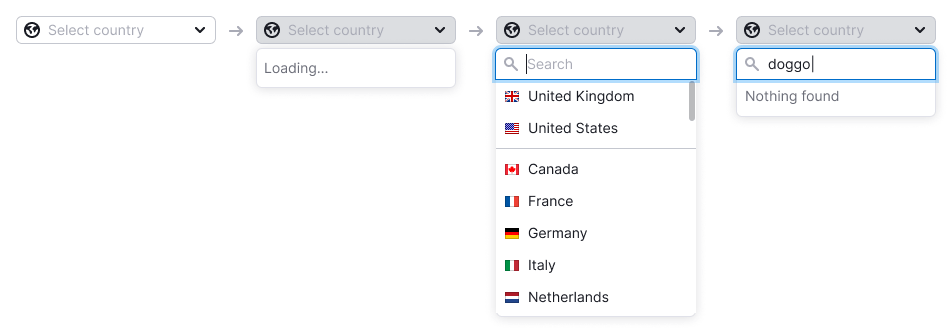 Select country
Select country
Loading...
Select country
Search
United Kingdom
United States
Canada
France
Germany
Italy
Netherlands
Select country
doggo
Nothing found